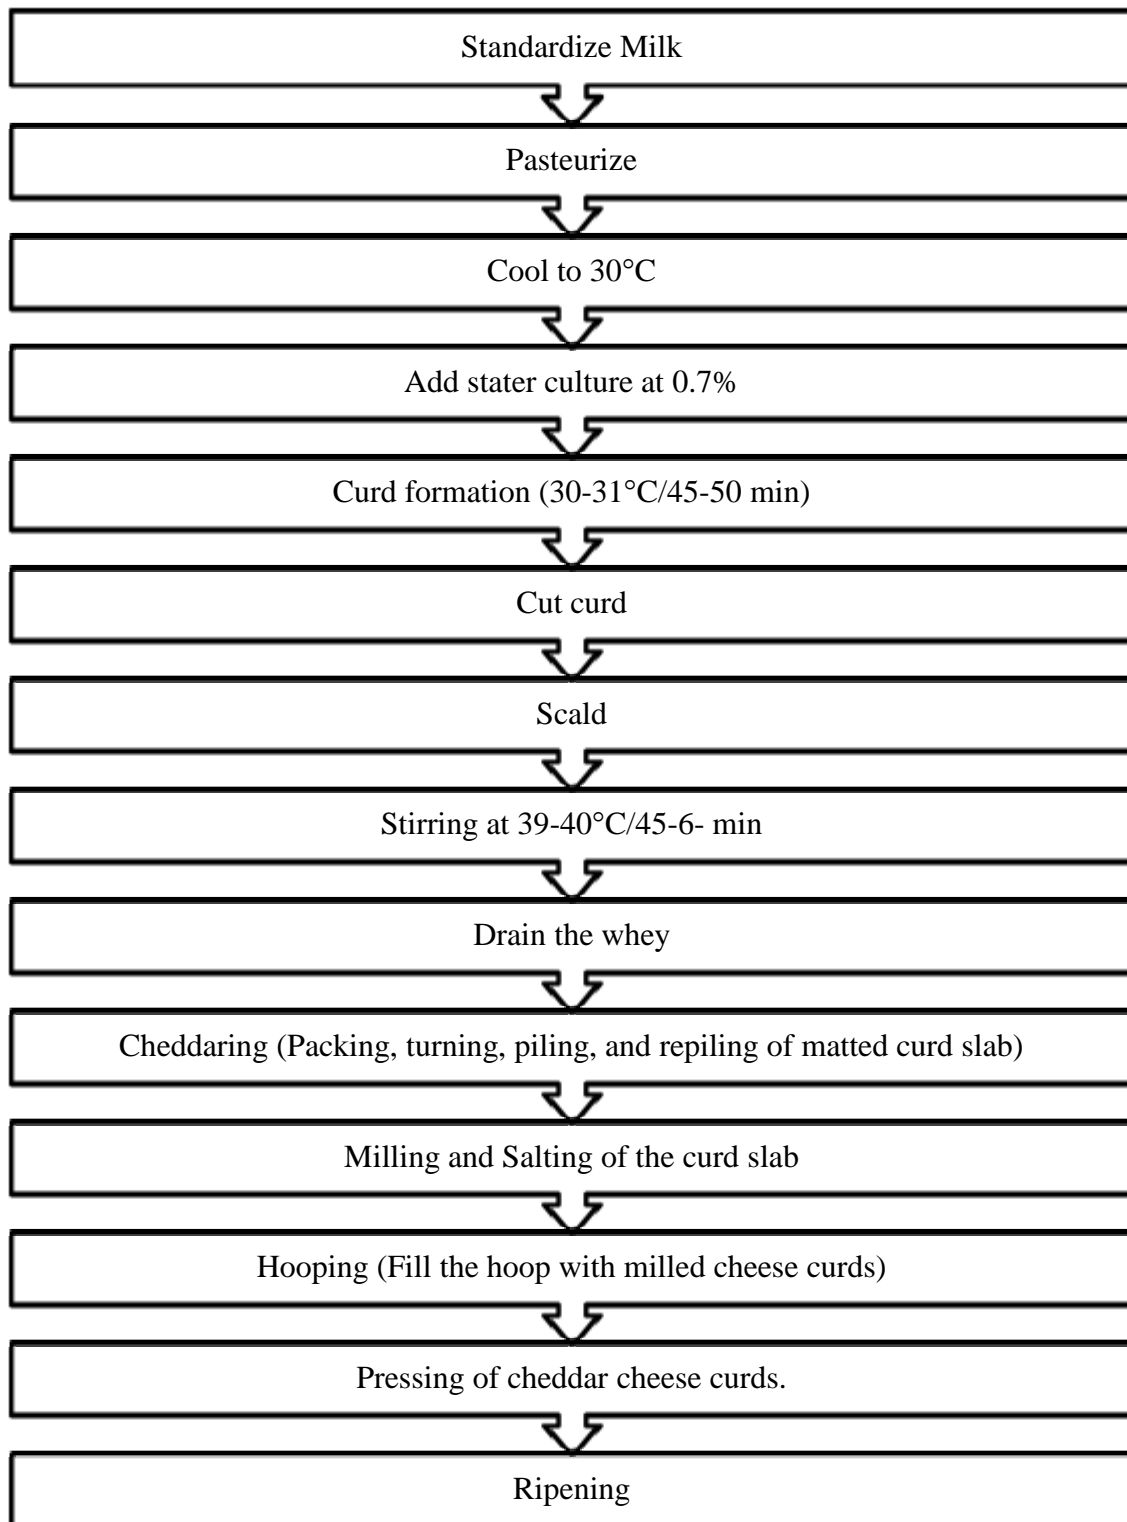 Standardize Milk
Pasteurize
Cool to 30°C
Add stater culture at 0.7%
Curd formation (30-31°C/45-50 min)
Cut curd
Scald
Stirring at 39-40°C/45-6- min
Drain the whey
Cheddaring (Packing, turning, piling, and repiling of matted curd slab)
Milling and Salting of the curd slab
Hooping (Fill the hoop with milled cheese curds)
Pressing of cheddar cheese curds.
Ripening